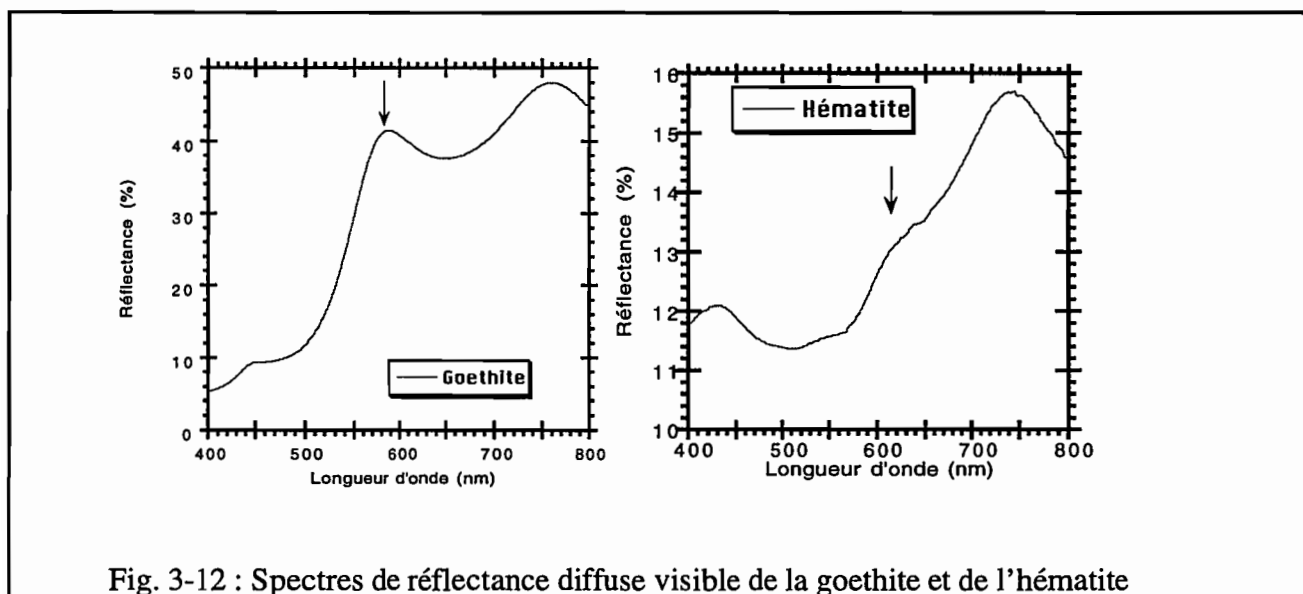 50
40
30
20
10
0
400 500 600 700 800
Réflectance (%)
Longueur d'onde (nm)
Goethite
16
15
14
13
12
11
10
400 500 600 700 800
Réflectance (%)
Longueur d'onde (nm)
Hématite
Fig. 3-12 : Spectres de réflectance diffuse visible de la goethite et de l'hématite